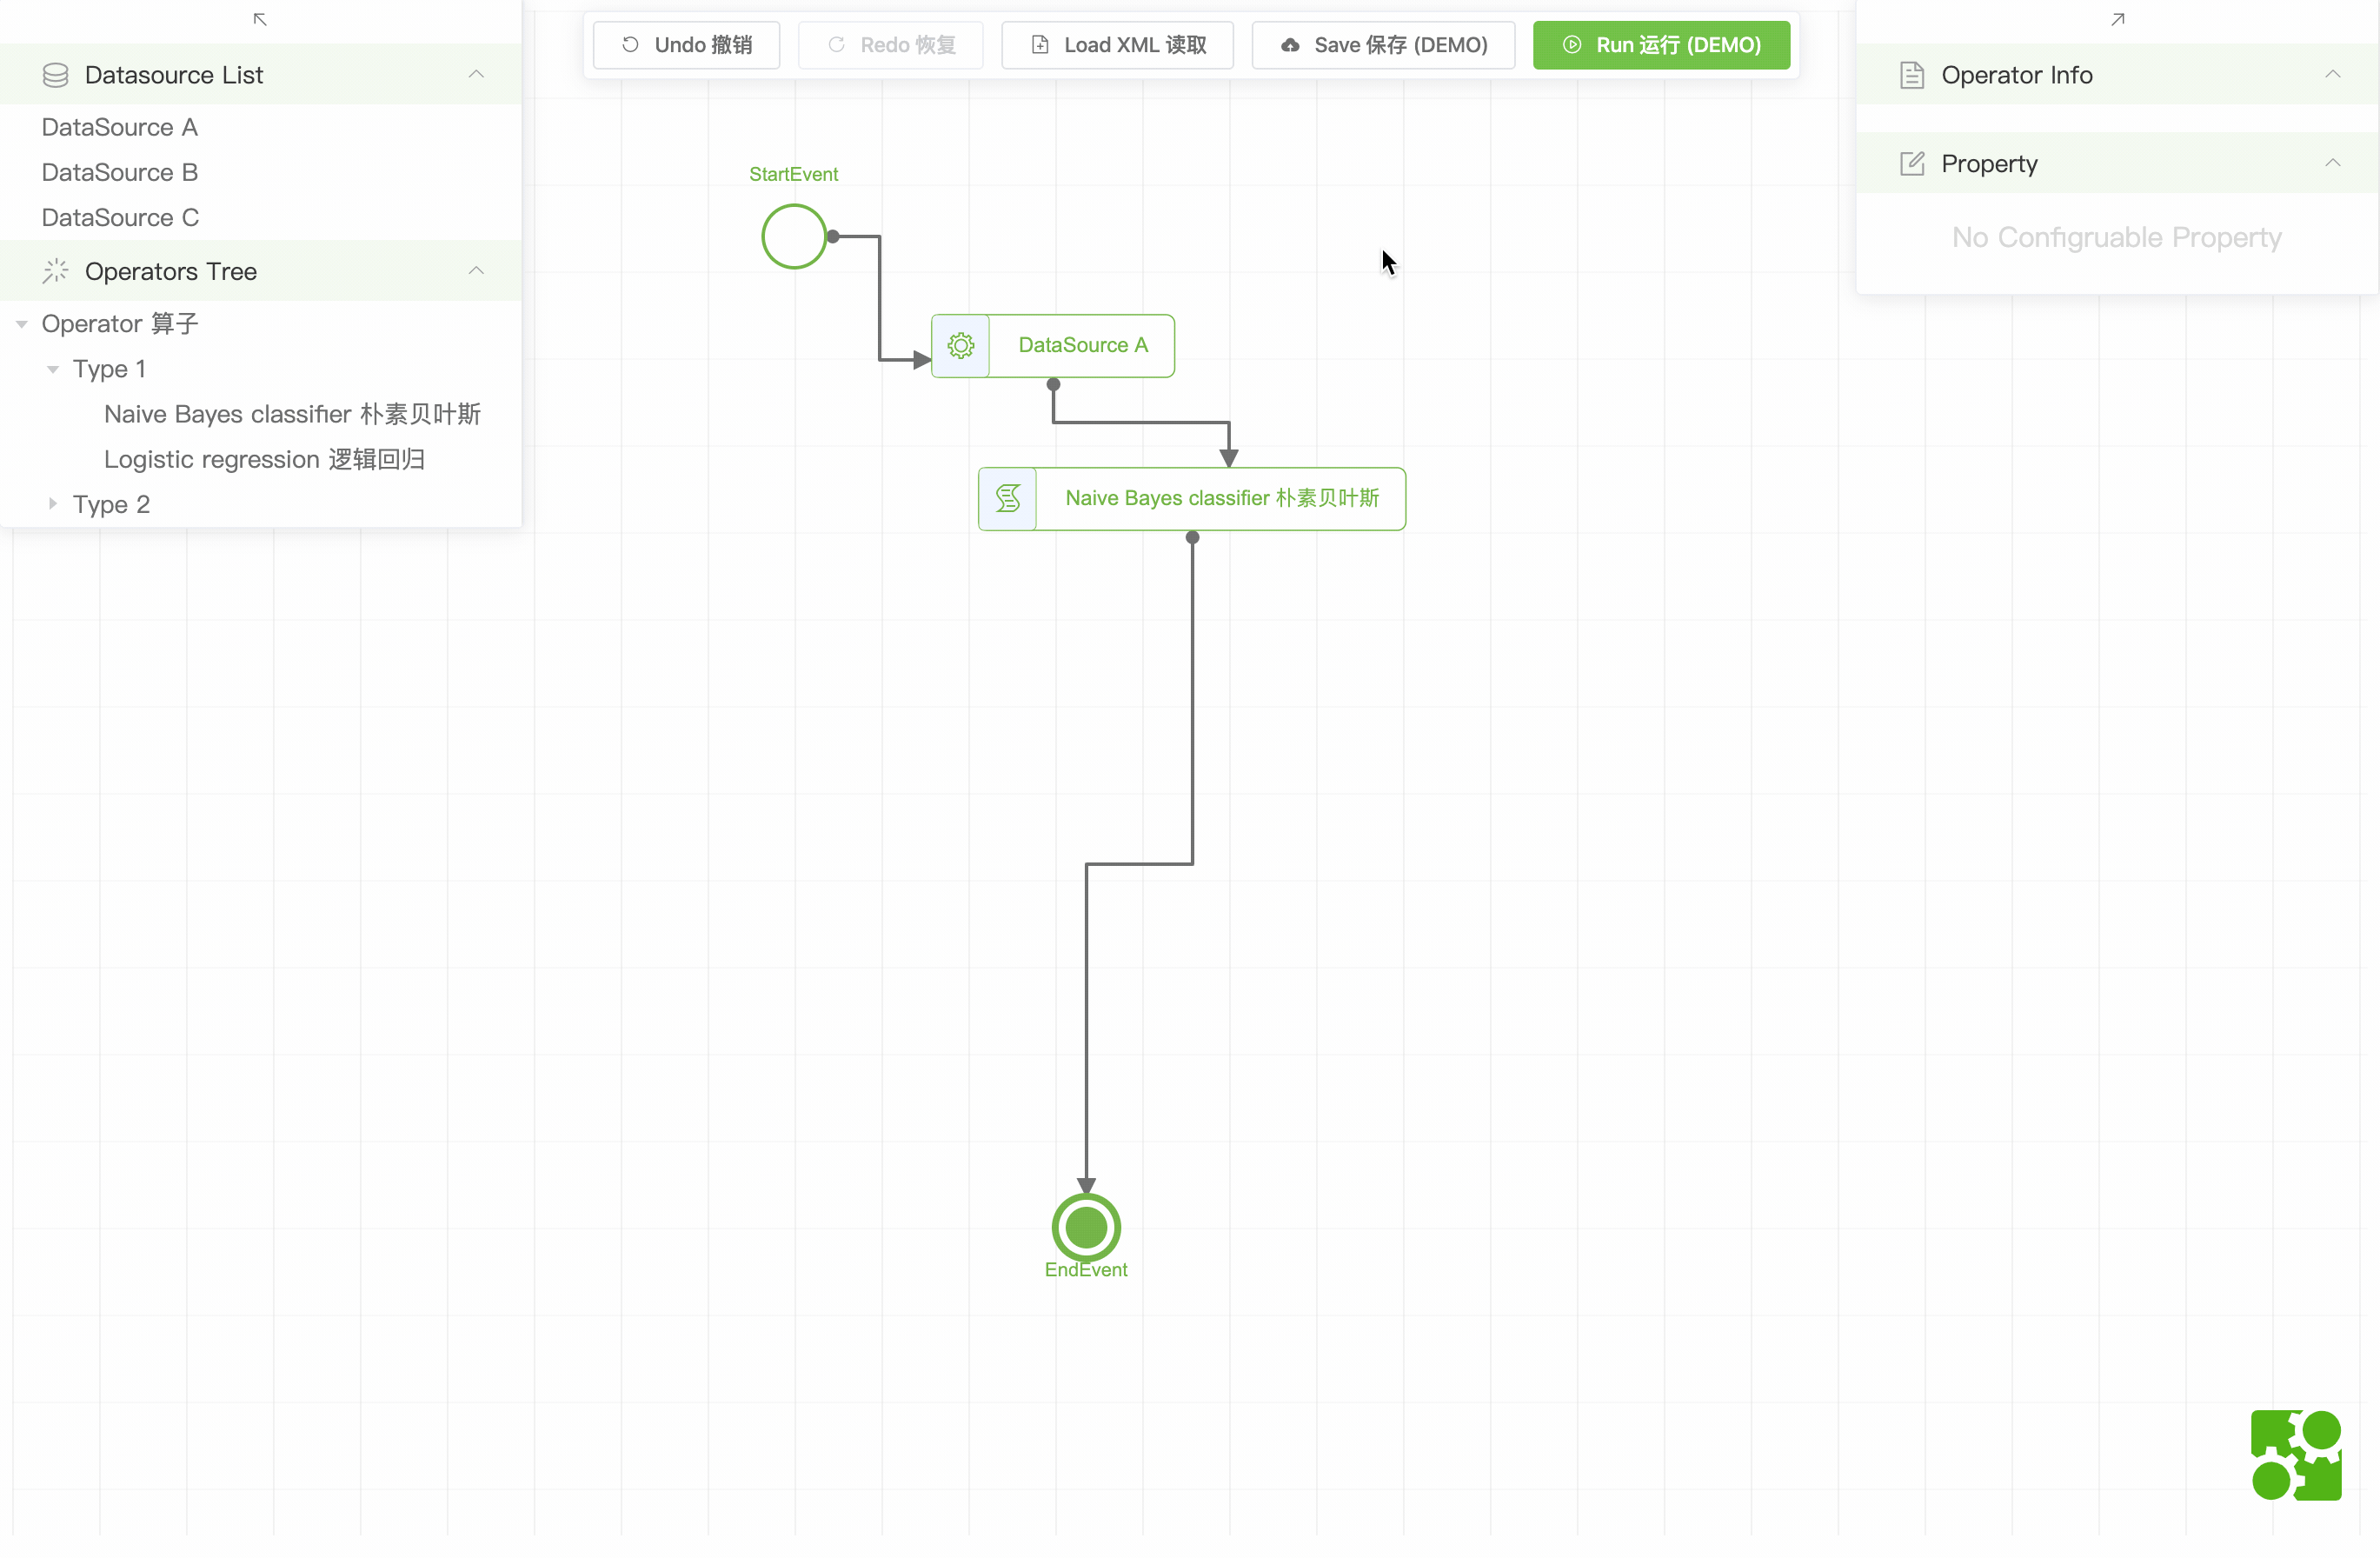 Datasource List
DataSource A
DataSource B
DataSource C
Operators Tree
Operator 算子
Type 1
Naive Bayes classifier 朴素贝叶斯
Logistic regression 逻辑回归
Type 2
Undo 撤销
Redo 恢复
Load XML 读取
Save 保存 (DEMO)
Run 运行 (DEMO)
StartEvent
DataSource A
Naive Bayes classifier 朴素贝叶斯
EndEvent
Operator Info
Property
No Configruable Property